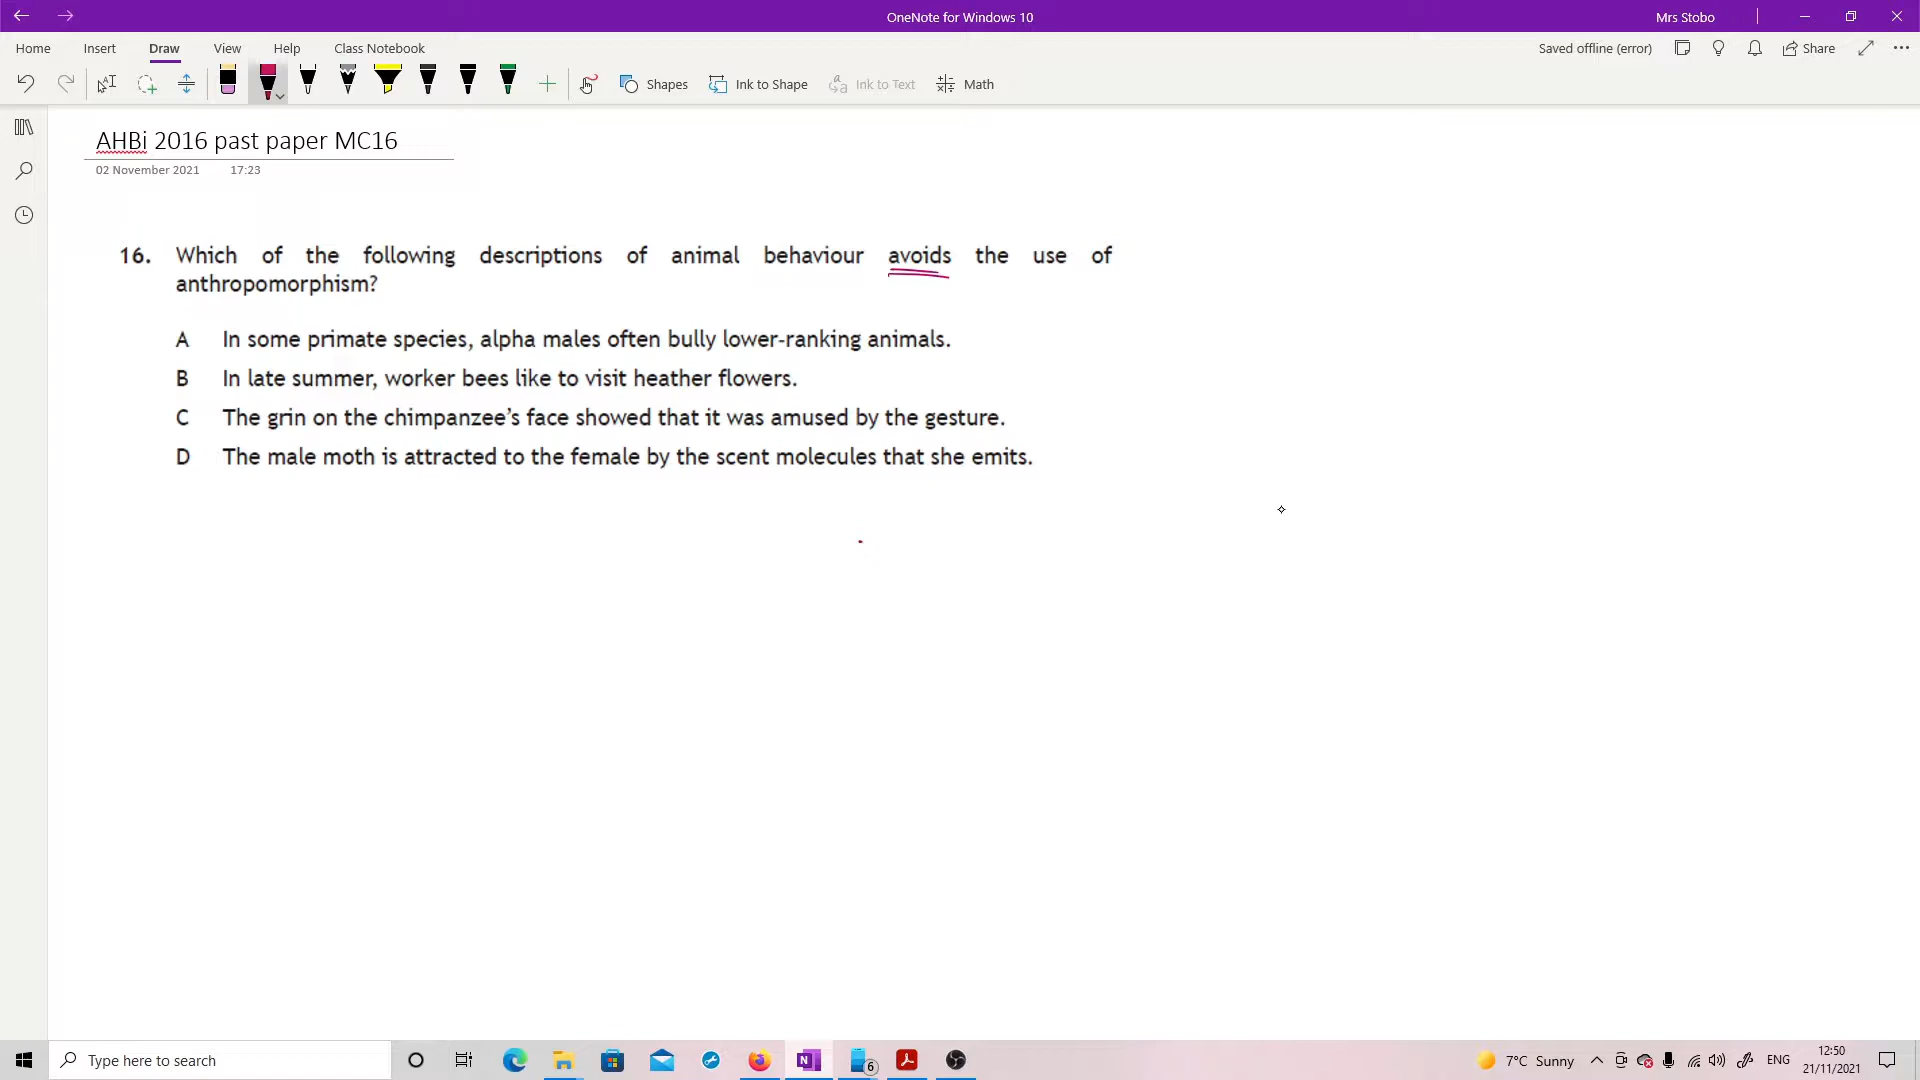 OneNote for Windows 10
Mrs Stobo
Home Insert Draw View Help Class Notebook
Saved offline (error) Share
Shapes Ink to Shape Ink to Text Math
AHBi 2016 past paper MC16
02 November 2021 17:23
16. Which of the following descriptions of animal behaviour avoids the use of
anthropomorphism?
A In some primate species, alpha males often bully lower-ranking animals.
B In late summer, worker bees like to visit heather flowers.
C The grin on the chimpanzee’s face showed that it was amused by the gesture.
D The male moth is attracted to the female by the scent molecules that she emits.
Type here to search
6
7°C Sunny
ENG
12:50
21/11/2021